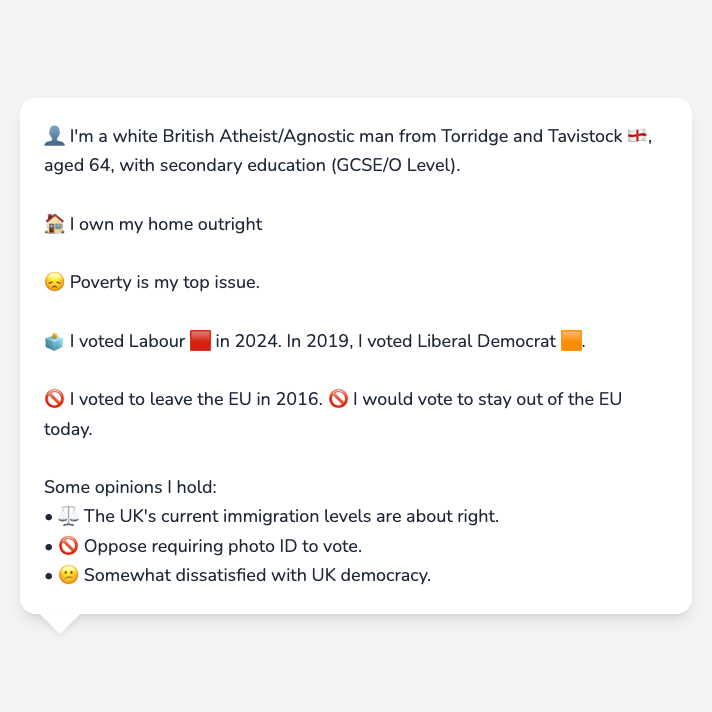 👤 I'm a white British Atheist/Agnostic man from Torridge and Tavistock 🏴󠁧󠁢󠁥󠁮󠁧󠁿,
aged 64, with secondary education (GCSE/O Level).
🏠 I own my home outright
😞 Poverty is my top issue.
🗳️ I voted Labour 🟥 in 2024. In 2019, I voted Liberal Democrat 🟧.
🚫 I voted to leave the EU in 2016. 🚫 I would vote to stay out of the EU
today.
Some opinions I hold:
• ⚖️ The UK's current immigration levels are about right.
• 🚫 Oppose requiring photo ID to vote.
• 😕 Somewhat dissatisfied with UK democracy.